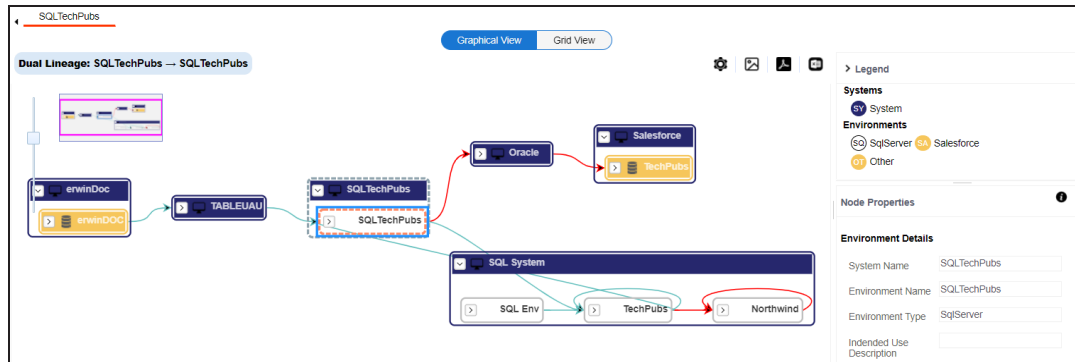 SQLTechPubs
Graphical View
Grid View
Dual Lineage: SQLTechPubs → SQLTechPubs
erwinDoc
erwinDOC
TABLEUAU
SQLTechPubs
SQLTechPubs
Oracle
Salesforce
TechPubs
SQL System
SQL Env
TechPubs
Northwind
Legend
Systems
SY System
Environments
SQ SqlServer SA Salesforce
OT Other
Node Properties
Environment Details
System Name SQLTechPubs
Environment Name SQLTechPubs
Environment Type SqlServer
Indended Use
Description